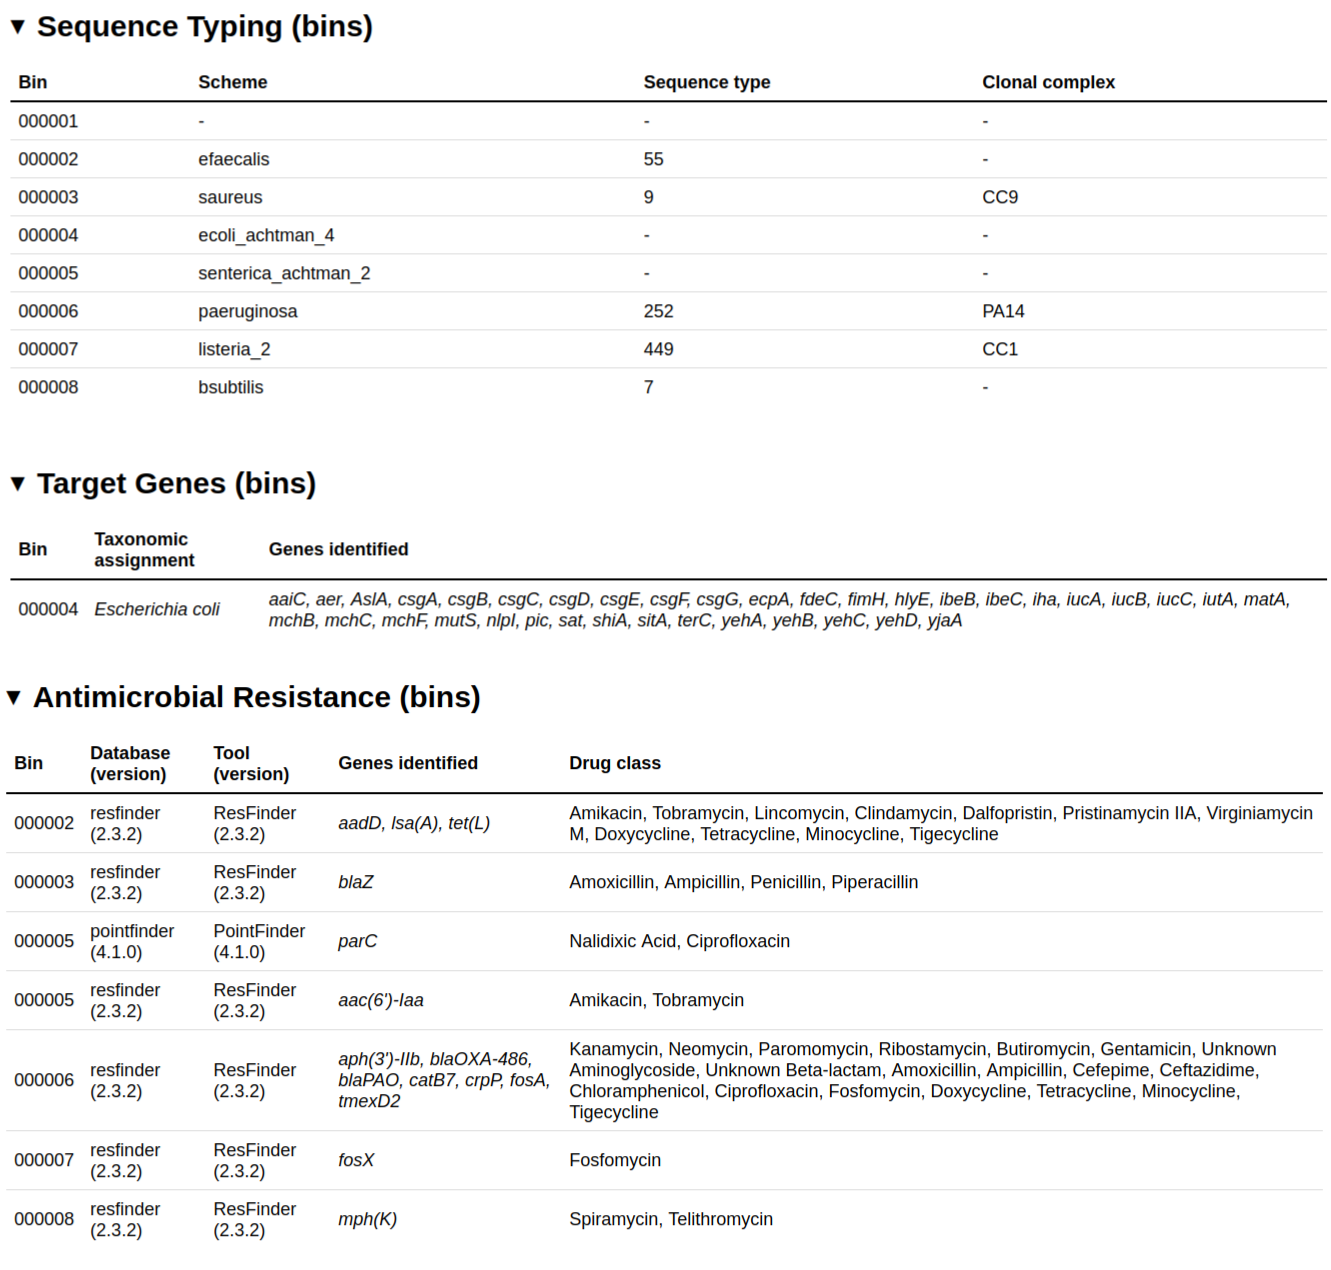 ▼ Sequence Typing (bins)
Bin Scheme Sequence type Clonal complex
000001 - - -
000002 efaecalis 55 -
000003 saureus 9 CC9
000004 ecoli_achtman_4 - -
000005 senterica_achtman_2 - -
000006 paeruginosa 252 PA14
000007 listeria_2 449 CC1
000008 bsubtilis 7 -
▼ Target Genes (bins)
Bin Taxonomic assignment Genes identified
000004 Escherichia coli aaiC, aer, AslA, csgA, csgB, csgC, csgD, csgE, csgF, csgG, ecpA, fdeC, fimH, hlyE, ibeB, ibeC, iha, iucA, iucB, iucC, iutA, matA,
mchB, mchC, mchF, mutS, nlpI, pic, sat, shiA, sitA, terC, yehA, yehB, yehC, yehD, yjaA
▼ Antimicrobial Resistance (bins)
Bin Database (version) Tool (version) Genes identified Drug class
000002 resfinder (2.3.2) ResFinder (2.3.2) aadD, lsa(A), tet(L) Amikacin, Tobramycin, Lincomycin, Clindamycin, Dalfopristin, Pristinamycin IIA, Virginiamycin
M, Doxycycline, Tetracycline, Minocycline, Tigecycline
000003 resfinder (2.3.2) ResFinder (2.3.2) blaZ Amoxicillin, Ampicillin, Penicillin, Piperacillin
000005 pointfinder (4.1.0) PointFinder (4.1.0) parC Nalidixic Acid, Ciprofloxacin
000005 resfinder (2.3.2) ResFinder (2.3.2) aac(6')-Iaa Amikacin, Tobramycin
000006 resfinder (2.3.2) ResFinder (2.3.2) aph(3')-IIb, blaOXA-486, blaPAO, catB7, crpP, fosA, tmexD2 Kanamycin, Neomycin, Paromomycin, Ribostamycin, Butiromycin, Gentamicin, Unknown
Aminoglycoside, Unknown Beta-lactam, Amoxicillin, Ampicillin, Cefepime, Ceftazidime,
Chloramphenicol, Ciprofloxacin, Fosfomycin, Doxycycline, Tetracycline, Minocycline,
Tigecycline
000007 resfinder (2.3.2) ResFinder (2.3.2) fosX Fosfomycin
000008 resfinder (2.3.2) ResFinder (2.3.2) mph(K) Spiramycin, Telithromycin